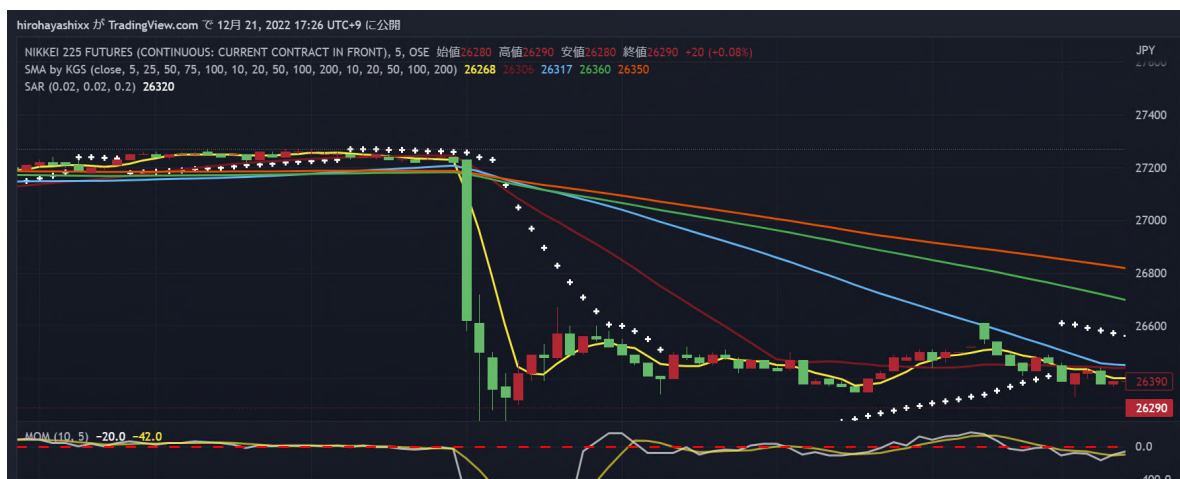 hirohayashixx が TradingView.com で 12月 21, 2022 17:26 UTC+9 に公開
NIKKEI 225 FUTURES (CONTINUOUS: CURRENT CONTRACT IN FRONT), 5, OSE 始値26280 高値26290 安値26280 終値26290 +20 (+0.08%)
JPY
SMA by KGS (close, 5, 25, 50, 75, 100, 10, 20, 50, 100, 200, 10, 20, 50, 100, 200) 26268 26306 26317 26360 26350
27600
SAR (0.02, 0.02, 0.2) 26320
27400
27200
27000
26800
26600
26390
26290
MOM (10, 5) −20.0 −42.0
0.0
−400.0